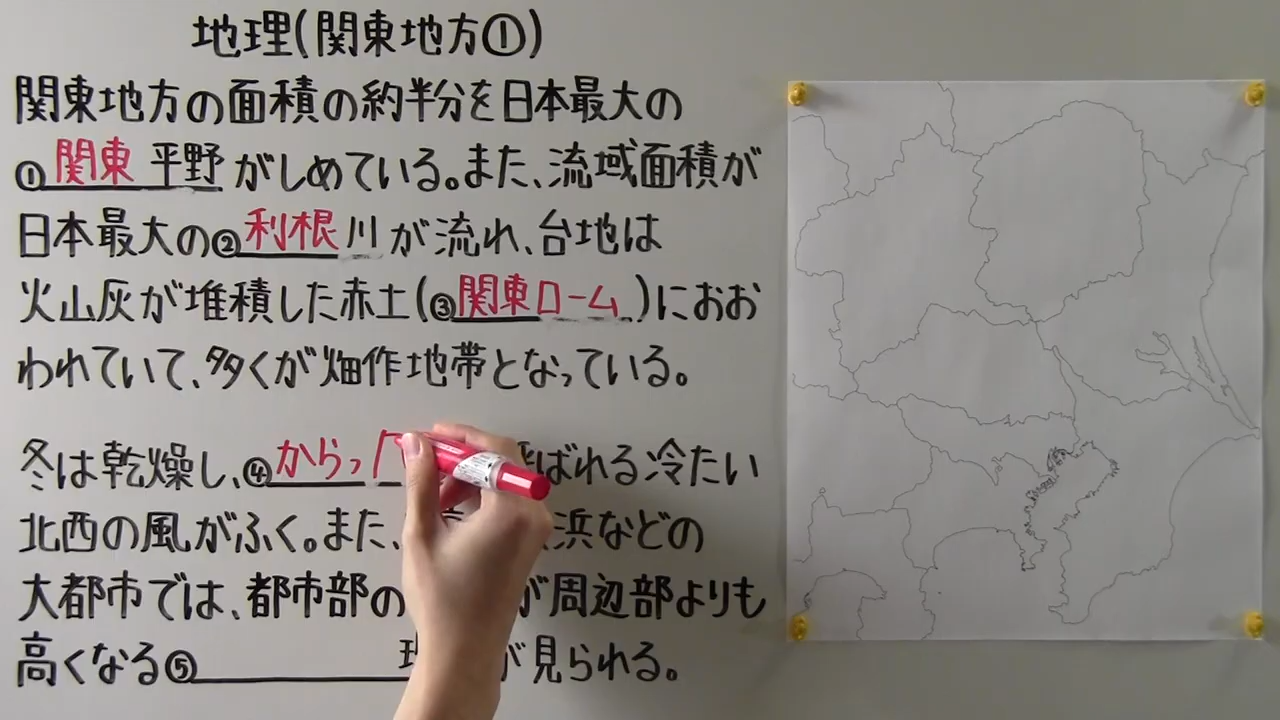 地理(関東地方①)
関東地方の面積の約半分を日本最大の
①関東平野がしめている。また、流域面積が
日本最大の②利根川が流れ、台地は
火山灰が堆積した赤土(③関東ローム)におお
われていて、多くが畑作地帯となっている。
冬は乾燥し、④からっ ばれる冷たい
北西の風がふく。また、 浜などの
大都市では、都市部の が周辺部よりも
高くなる⑤ が見られる。